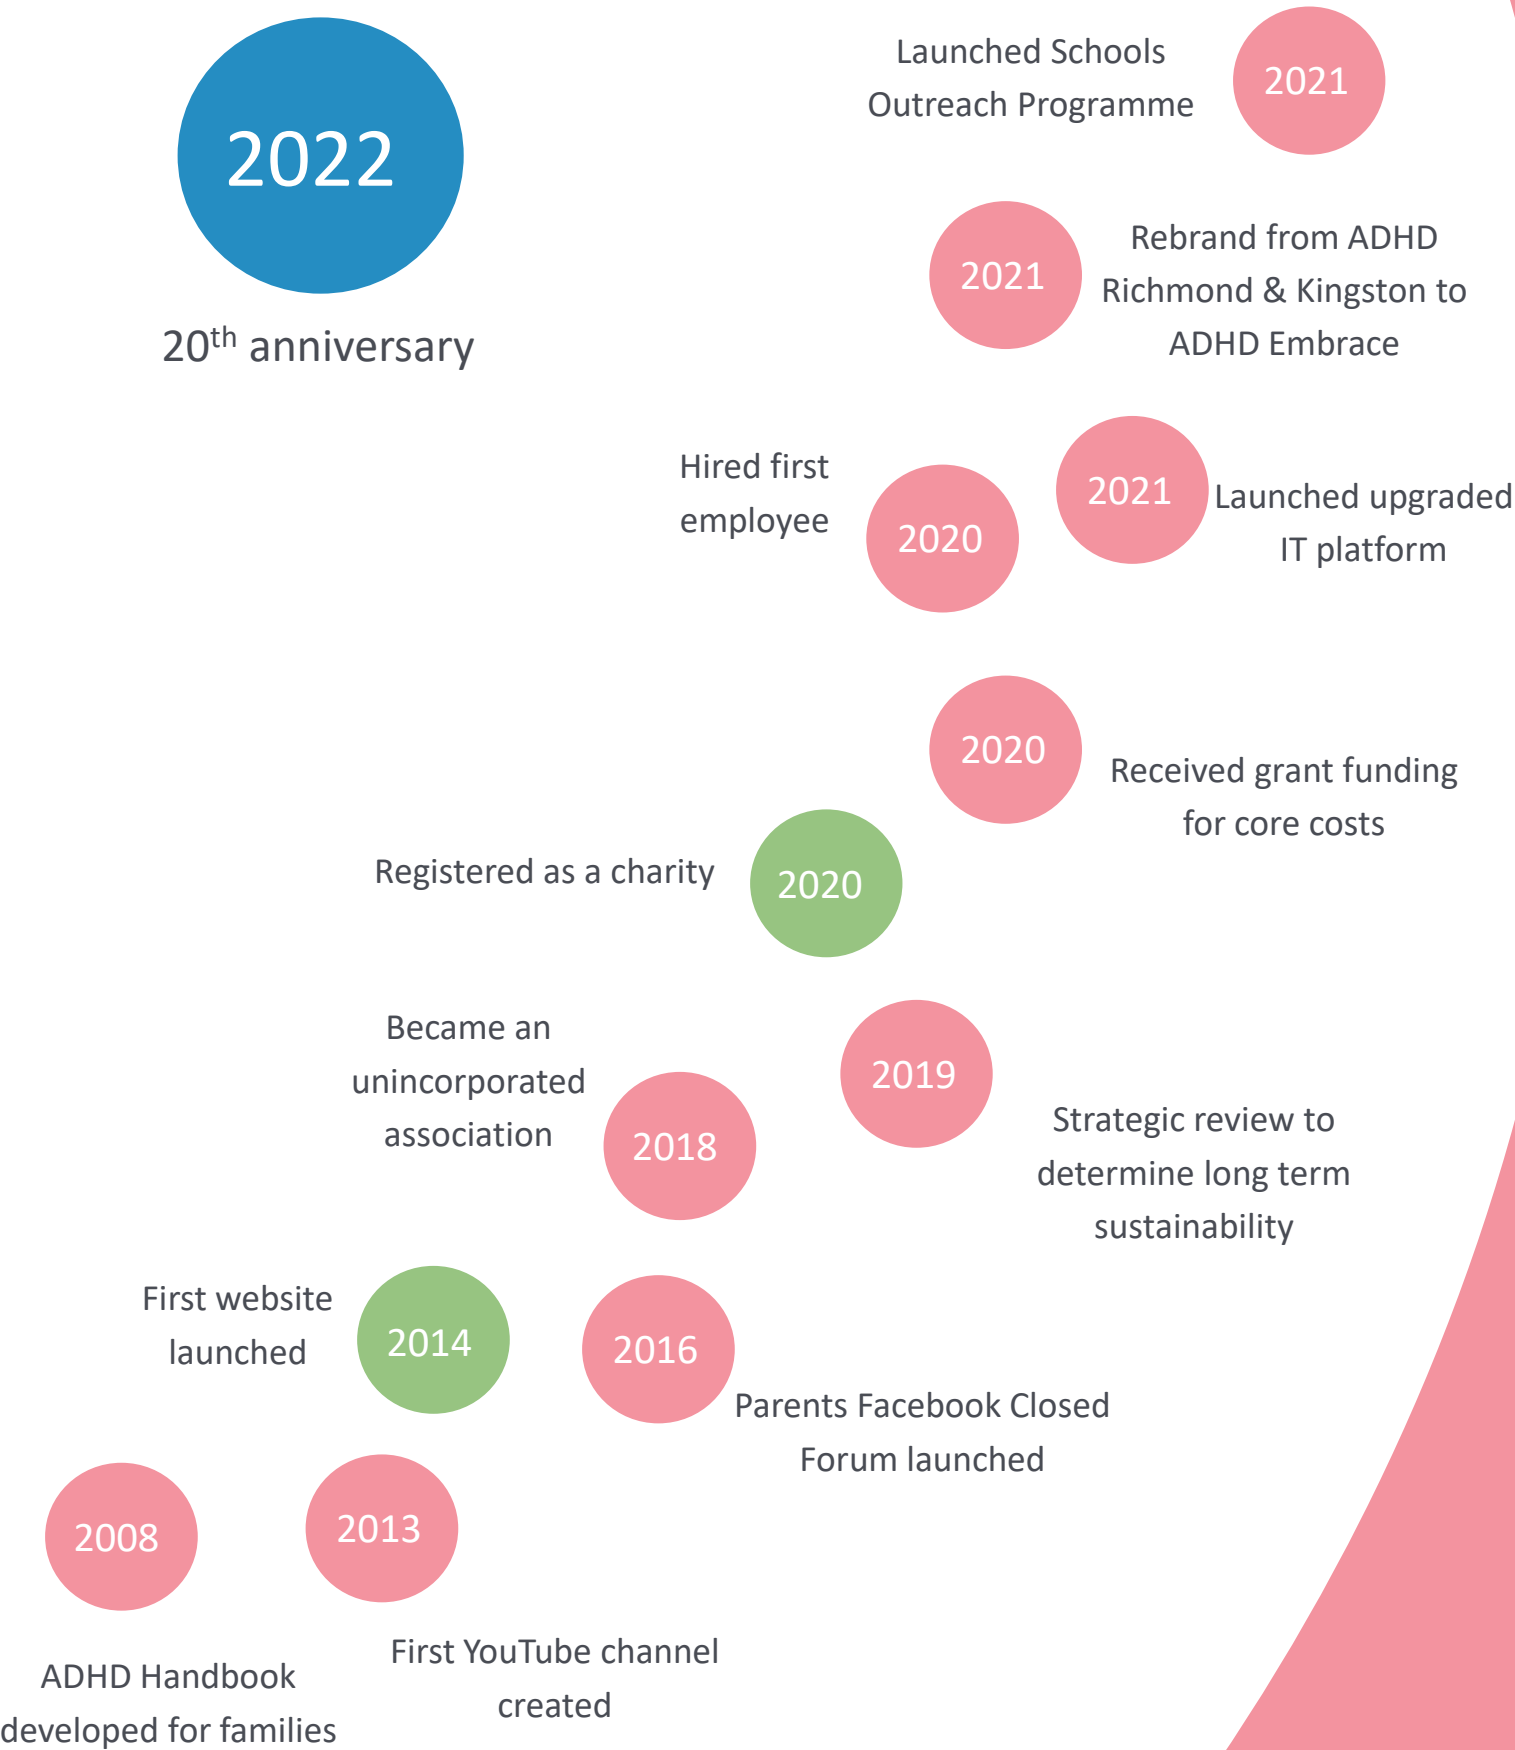 2022
20th anniversary
2021
Launched Schools
Outreach Programme
2021
Rebrand from ADHD
Richmond & Kingston to
ADHD Embrace
2021
Launched upgraded
IT platform
Hired first
employee
2020
2020
Received grant funding
for core costs
Registered as a charity
2020
2019
Strategic review to
determine long term
sustainability
Became an
unincorporated
association
2018
2016
Parents Facebook Closed
Forum launched
First website
launched
2014
2013
First YouTube channel
created
2008
ADHD Handbook
developed for families